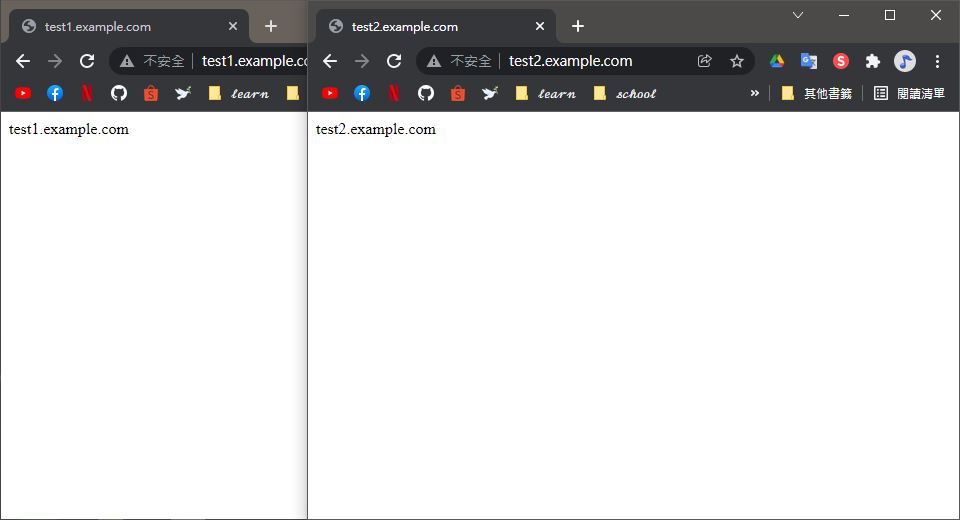 test1.example.com
不安全 test1.example.co
learn
test1.example.com
test2.example.com
不安全 test2.example.com
learn school » 其他書籤 閱讀清單
test2.example.com